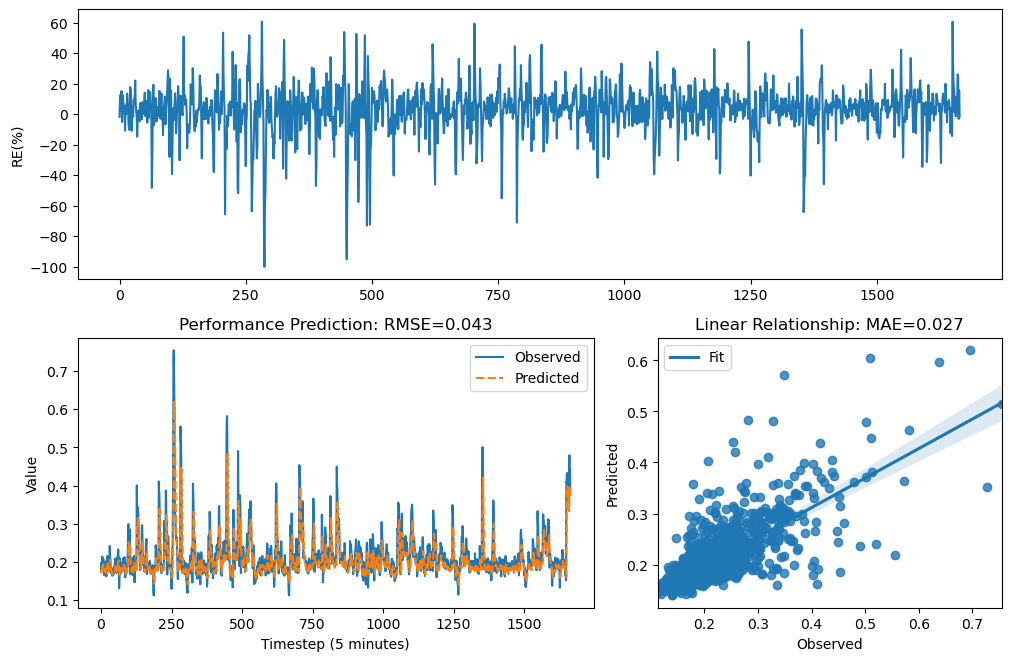 60
40
20
0
−20
−40
−60
−80
−100
RE(%)
0 250 500 750 1000 1250 1500
Performance Prediction: RMSE=0.043
Observed
Predicted
0.7
0.6
0.5
0.4
0.3
0.2
0.1
Value
0 250 500 750 1000 1250 1500
Timestep (5 minutes)
Linear Relationship: MAE=0.027
Fit
0.6
0.5
0.4
0.3
0.2
Predicted
0.2 0.3 0.4 0.5 0.6 0.7
Observed